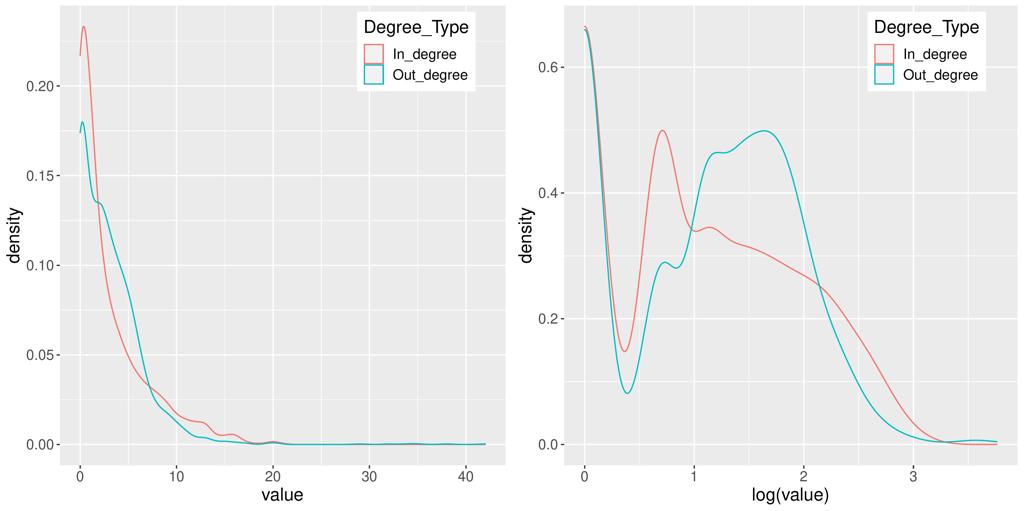 Degree_Type
In_degree
Out_degree
0.20
0.15
0.10
0.05
0.00
density
0 10 20 30 40
value
Degree_Type
In_degree
Out_degree
0.6
0.4
0.2
0.0
density
0 1 2 3
log(value)